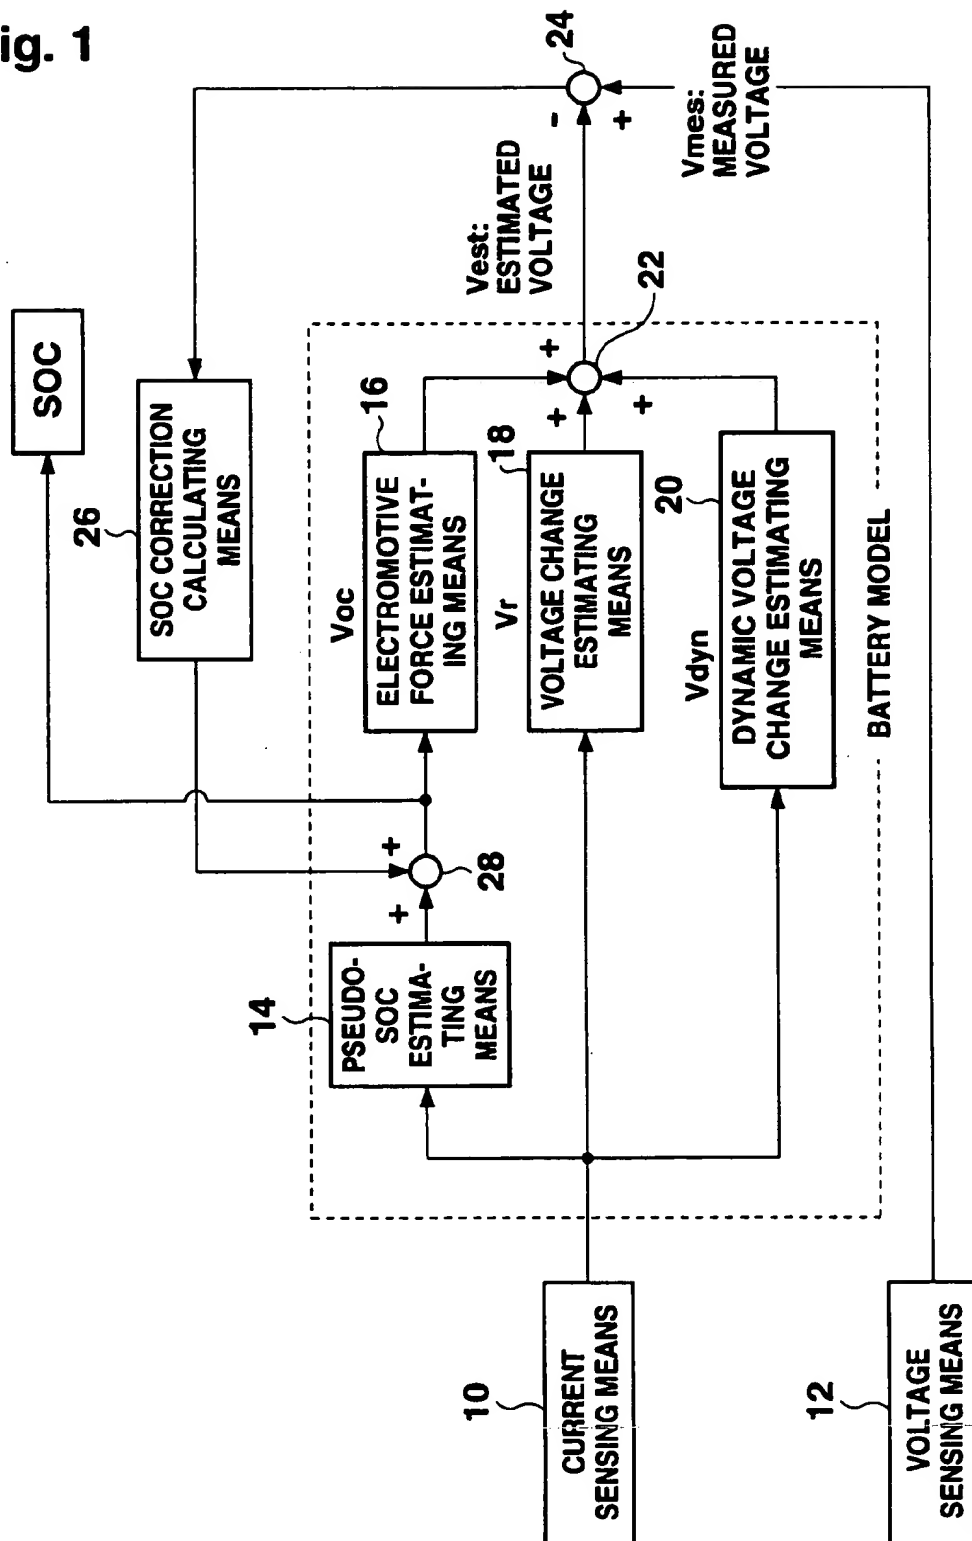 ig. 1
SOC
26
SOC CORRECTION
CALCULATING
MEANS
24
-
+
Vmes:
MEASURED
VOLTAGE
Vest:
ESTIMATED
VOLTAGE
22
+
+
+
16
Voc
ELECTROMOTIVE
FORCE ESTIMAT-
ING MEANS
18
Vr
VOLTAGE CHANGE
ESTIMATING
MEANS
20
Vdyn
DYNAMIC VOLTAGE
CHANGE ESTIMATING
MEANS
BATTERY MODEL
+
+
28
14
PSEUDO-
SOC
ESTIMA-
TING
MEANS
10
CURRENT
SENSING MEANS
12
VOLTAGE
SENSING MEANS